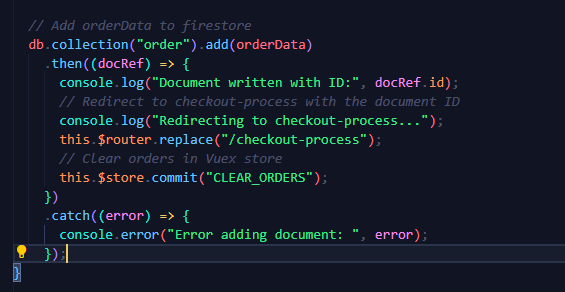 // Add orderData to firestore
db.collection("order").add(orderData)
.then((docRef) => {
console.log("Document written with ID:", docRef.id);
// Redirect to checkout-process with the document ID
console.log("Redirecting to checkout-process...");
this.$router.replace("/checkout-process");
// Clear orders in Vuex store
this.$store.commit("CLEAR_ORDERS");
})
.catch((error) => {
console.error("Error adding document: ", error);
});
}